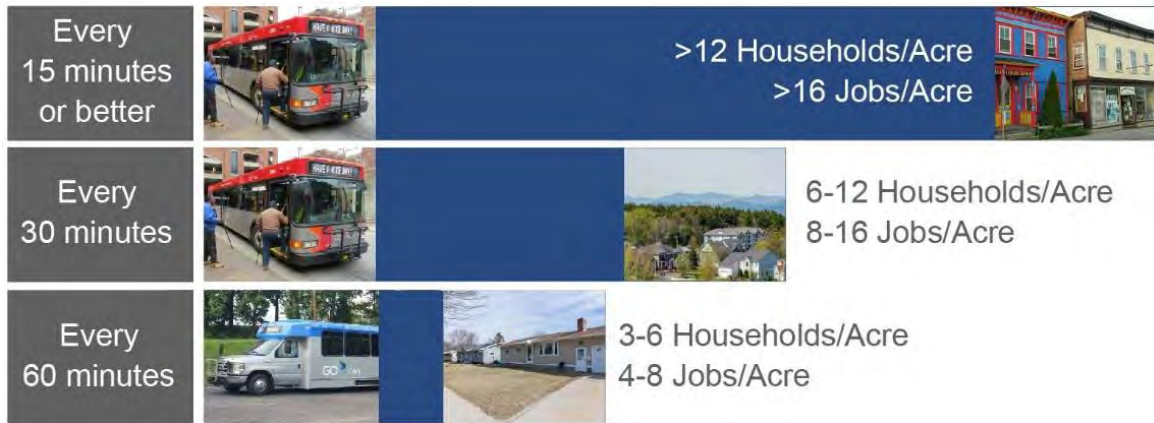 Every
15 minutes
or better
>12 Households/Acre
>16 Jobs/Acre
Every
30 minutes
6-12 Households/Acre
8-16 Jobs/Acre
Every
60 minutes
GO
3-6 Households/Acre
4-8 Jobs/Acre